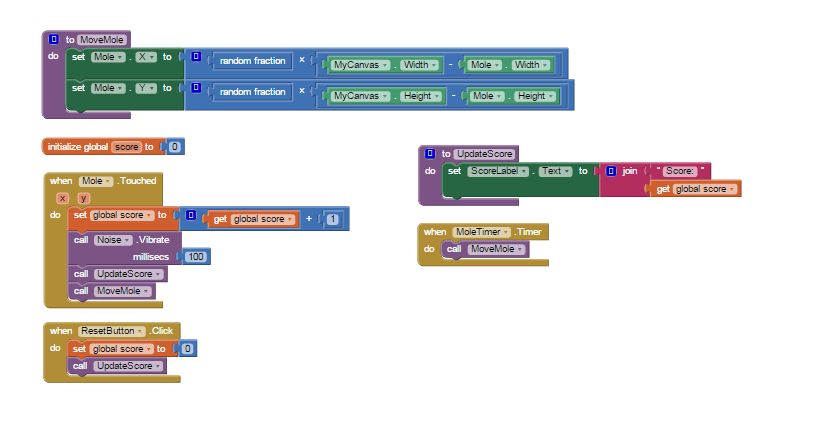 to MoveMole
do set Mole . X to random fraction × MyCanvas . Width - Mole . Width
set Mole . Y to random fraction × MyCanvas . Height - Mole . Height
initialize global score to 0
when Mole .Touched
x y
do set global score to get global score + 1
call Noise .Vibrate
millisecs 100
call UpdateScore
call MoveMole
when ResetButton .Click
do set global score to 0
call UpdateScore
to UpdateScore
do set ScoreLabel . Text to join " Score: "
get global score
when MoleTimer .Timer
do call MoveMole